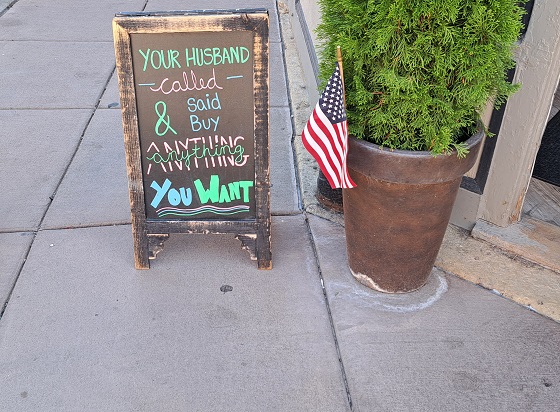 YOUR HUSBAND
called
& said
Buy
ANYTHING
anything
YOU WANT